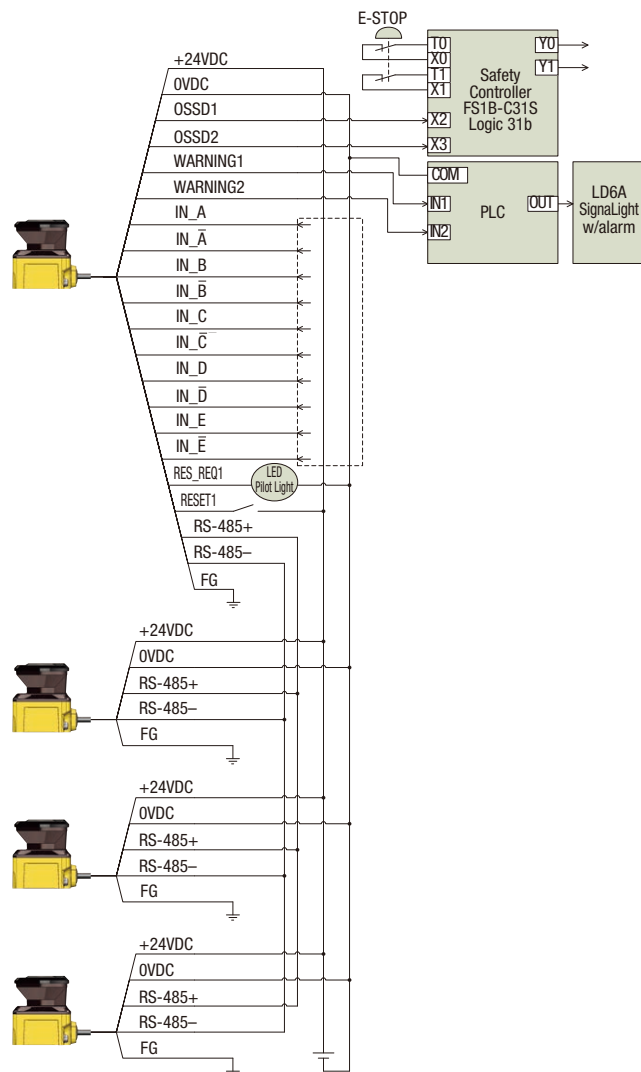 E-STOP
T0
X0
T1
X1
X2
X3
Safety
Controller
FS1B-C31S
Logic 31b
Y0
Y1
COM
IN1
IN2
PLC
OUT
LD6A
SignaLight
w/alarm
+24VDC
0VDC
OSSD1
OSSD2
WARNING1
WARNING2
IN_A
IN_A̅
IN_B
IN_B̅
IN_C
IN_C̅
IN_D
IN_D̅
IN_E
IN_E̅
RES_REQ1
LED
Pilot Light
RESET1
RS-485+
RS-485–
FG
+24VDC
0VDC
RS-485+
RS-485–
FG
+24VDC
0VDC
RS-485+
RS-485–
FG
+24VDC
0VDC
RS-485+
RS-485–
FG